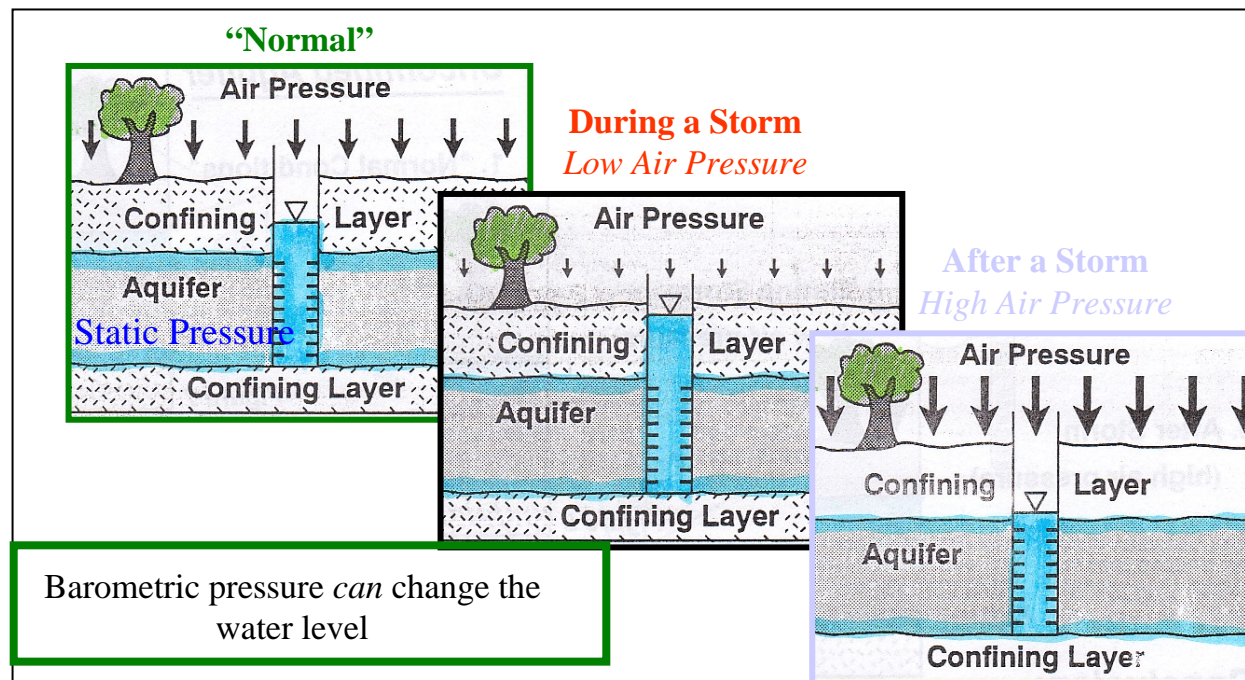 “Normal”
Air Pressure
Confining Layer
Aquifer
Static Pressure
Confining Layer
During a Storm
Low Air Pressure
Air Pressure
Confining Layer
Aquifer
Confining Layer
After a Storm
High Air Pressure
Air Pressure
Confining Layer
Aquifer
Confining Layer
Barometric pressure can change the
water level